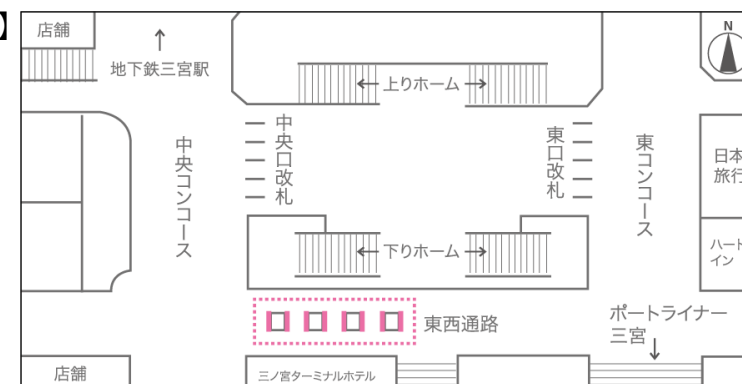 】
店舗
地下鉄三宮駅
上りホーム
N
中央口改札
東口改札
中央コンコース
東コンコース
日本
旅行
ハート
イン
下りホーム
東西通路
ポートライナー
三宮
店舗
三ノ宮ターミナルホテル